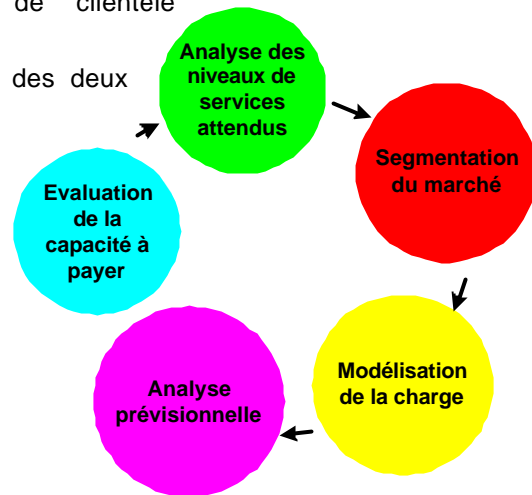 de clientèle
des deux
Analyse des
niveaux de
services
attendus
Segmentation
du marché
Evaluation
de la
capacité à
payer
Modélisation
de la charge
Analyse
prévisionnelle